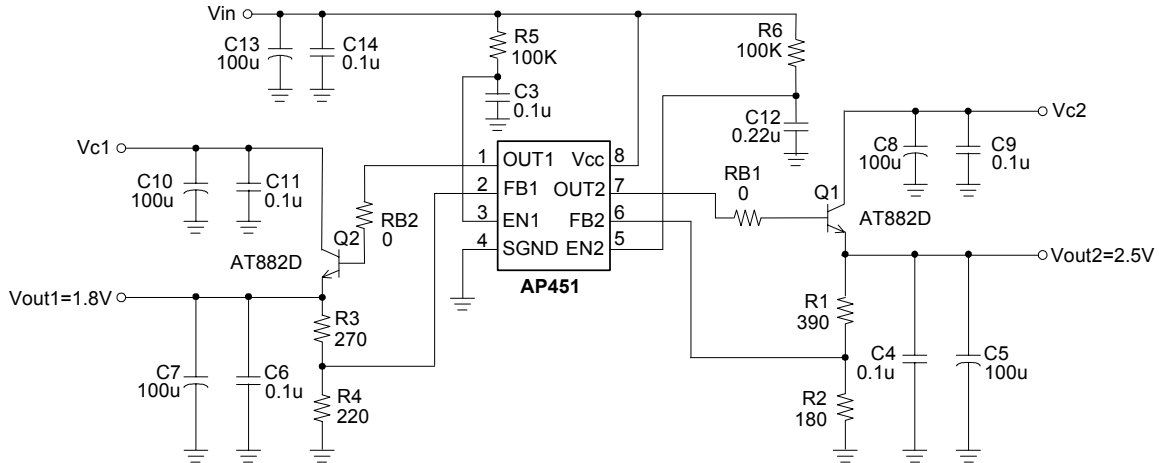 Vin
C13
100u
C14
0.1u
R5
100K
C3
0.1u
R6
100K
C12
0.22u
Vc1
C10
100u
C11
0.1u
RB2
0
Q2
AT882D
Vout1=1.8V
C7
100u
C6
0.1u
R3
270
R4
220
1 OUT1 Vcc 8
2 FB1 OUT2 7
3 EN1 FB2 6
4 SGND EN2 5
AP451
RB1
0
Q1
AT882D
C8
100u
C9
0.1u
Vc2
Vout2=2.5V
R1
390
R2
180
C4
0.1u
C5
100u